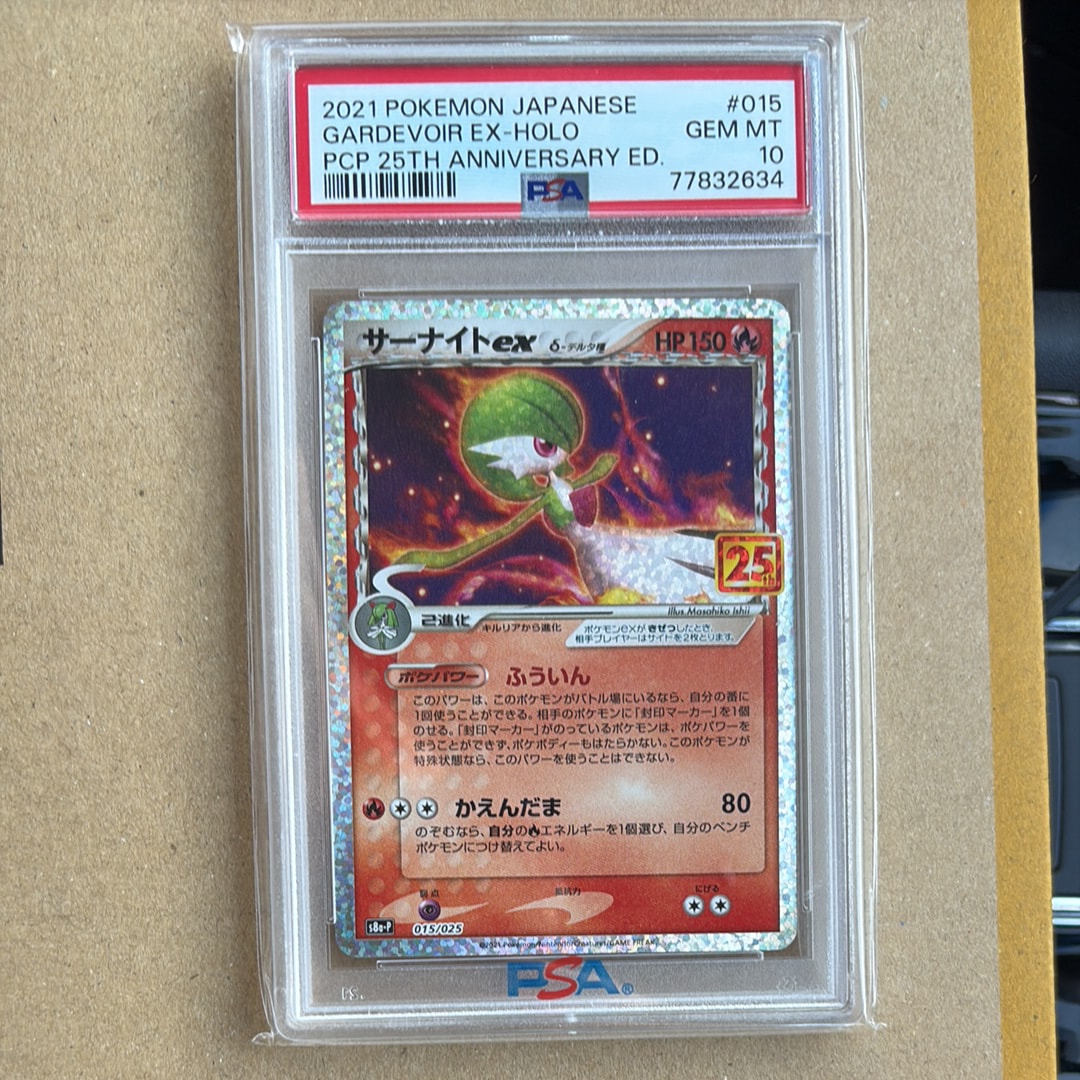 2021 POKEMON JAPANESE #015
GARDEVOIR EX-HOLO GEM MT
PCP 25TH ANNIVERSARY ED. 10
PSA 77832634
サーナイトex δ-デルタ種 HP150
25th
Illus. Masahiko Ishii
2進化 キルリアから進化
ポケモンexがきぜつしたとき、
相手プレイヤーはサイドを2枚とります。
ポケパワー ふういん
このパワーは、このポケモンがバトル場にいるなら、自分の番に
1回使うことができる。相手のポケモンに「封印マーカー」を1個
のせる。「封印マーカー」がのっているポケモンは、ポケパワーを
使うことができず、ポケボディーもはたらかない。このポケモンが
特殊状態なら、このパワーを使うことはできない。
かえんだま 80
のぞむなら、自分のエネルギーを1個選び、自分のベンチ
ポケモンにつけ替えてよい。
弱点 抵抗力 にげる
s8a-P 015/025
©2021 Pokémon/Nintendo/Creatures/GAME FREAK
PSA®